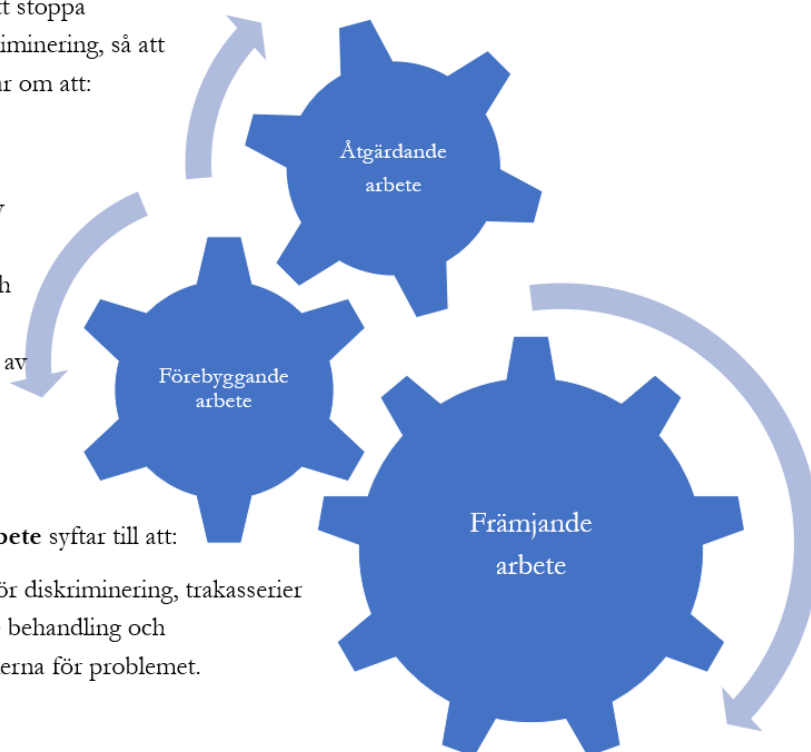 tt stoppa
iminering, så att
ar om att:
v
h
av
bete syftar till att:
ör diskriminering, trakasserier
e behandling och
kerna för problemet.
Åtgärdande
arbete
Förebyggande
arbete
Främjande
arbete